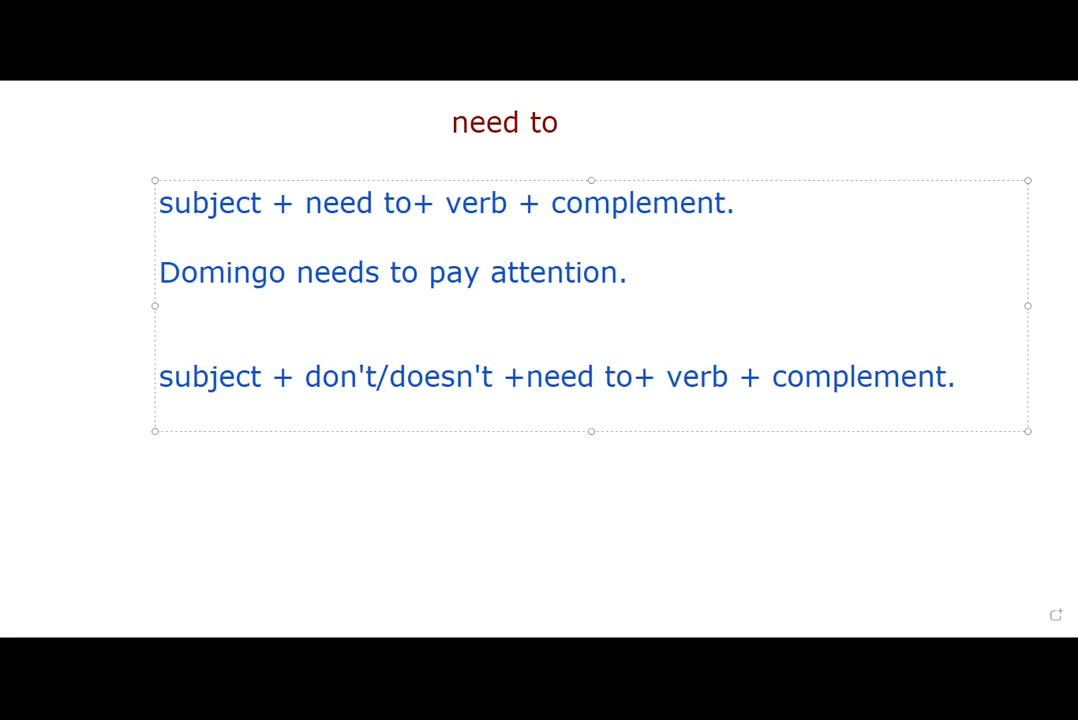 need to
subject + need to+ verb + complement.
Domingo needs to pay attention.
subject + don't/doesn't +need to+ verb + complement.